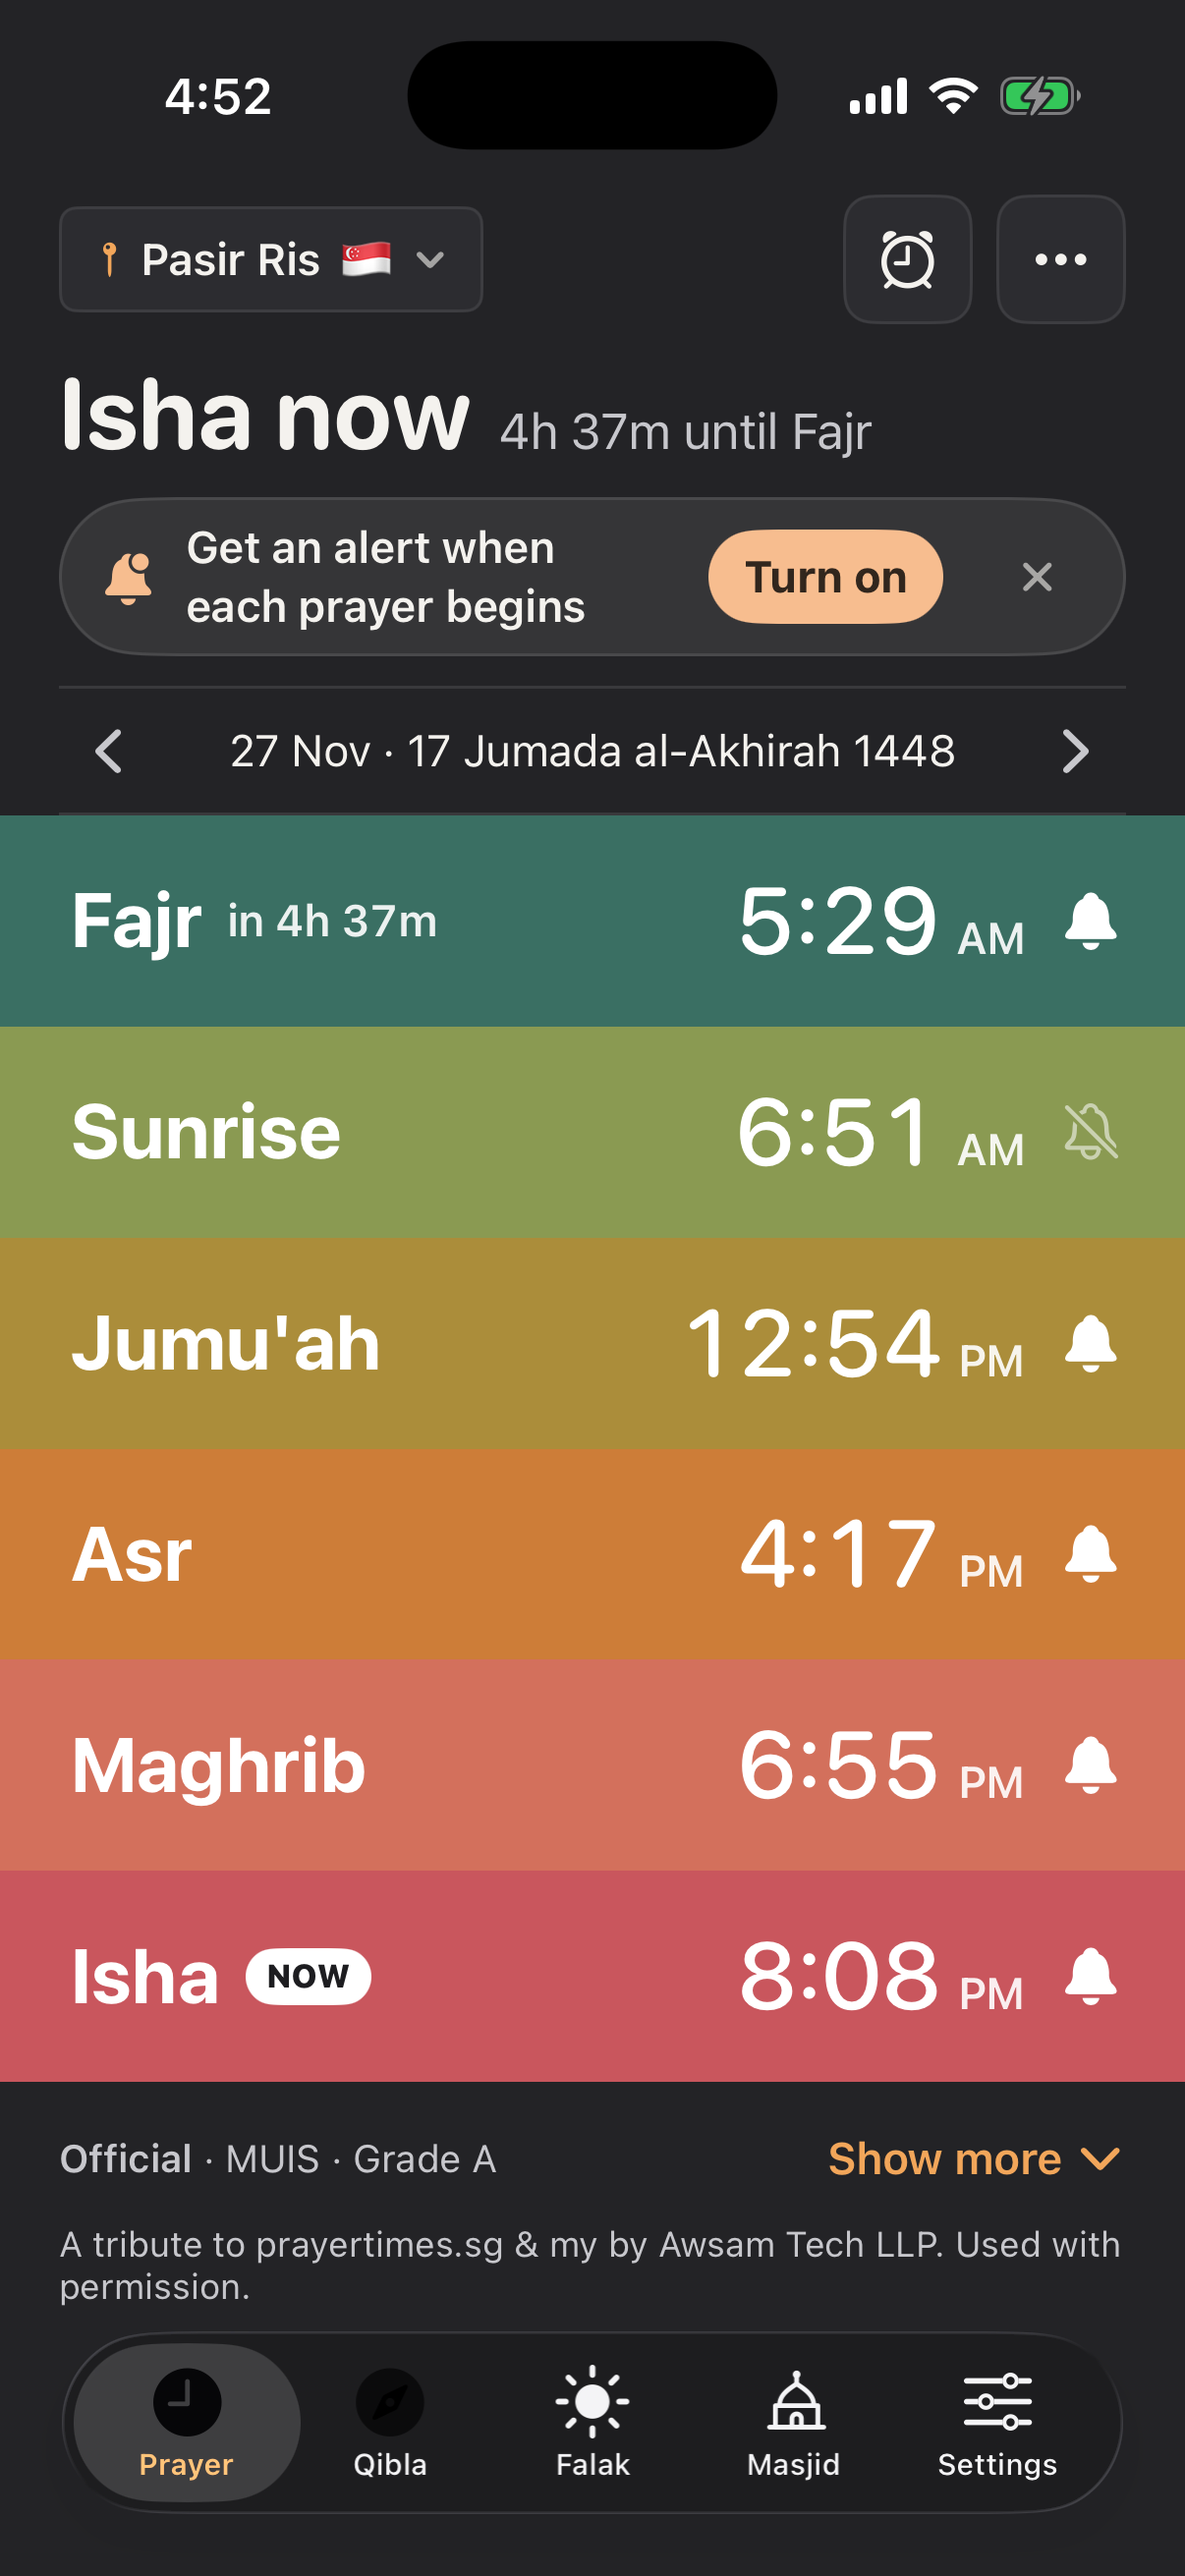 4:52
Pasir Ris
Isha now 4h 37m until Fajr
Get an alert when
each prayer begins
Turn on
27 Nov · 17 Jumada al-Akhirah 1448
Fajr in 4h 37m 5:29 AM
Sunrise 6:51 AM
Jumu'ah 12:54 PM
Asr 4:17 PM
Maghrib 6:55 PM
Isha NOW 8:08 PM
Official · MUIS · Grade A Show more
A tribute to prayertimes.sg & my by Awsam Tech LLP. Used with
permission.
Prayer Qibla Falak Masjid Settings